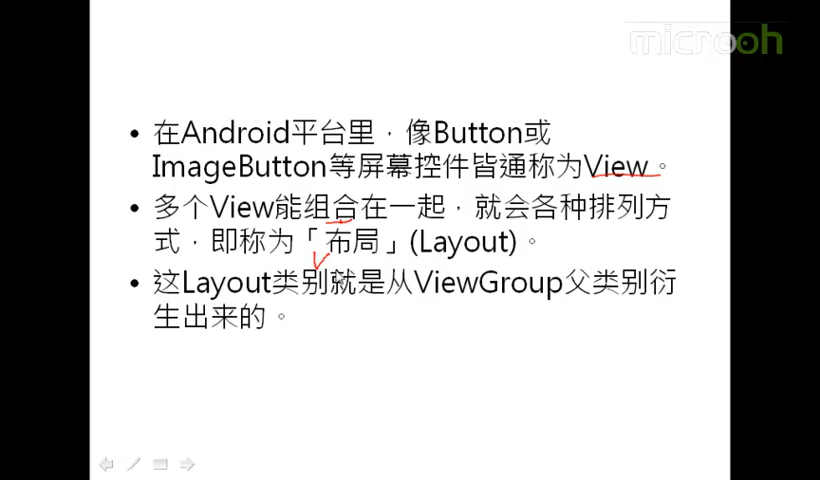 microoh
• 在Android平台里，像Button或
ImageButton等屏幕控件皆通称为View。
• 多个View能组合在一起，就会各种排列方
式，即称为「布局」(Layout)。
• 这Layout类别就是从ViewGroup父类别衍
生出来的。